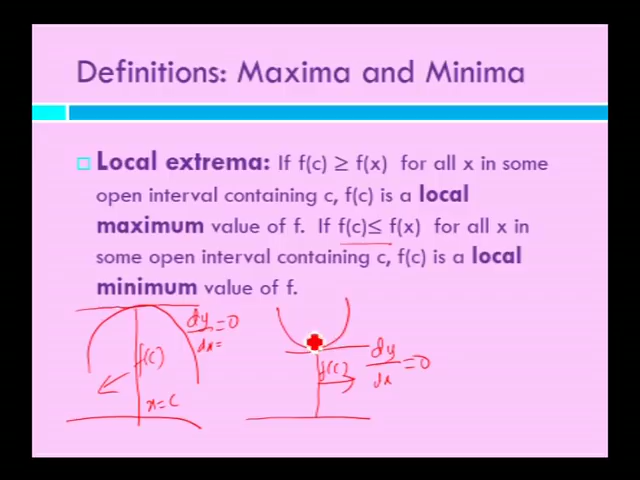 Definitions: Maxima and Minima
Local extrema: If f(c) ≥ f(x) for all x in some
open interval containing c, f(c) is a local
maximum value of f. If f(c)≤ f(x) for all x in
some open interval containing c, f(c) is a local
minimum value of f.
dy/dx = 0
f(c)
x=c
f(c)
dy/dx = 0